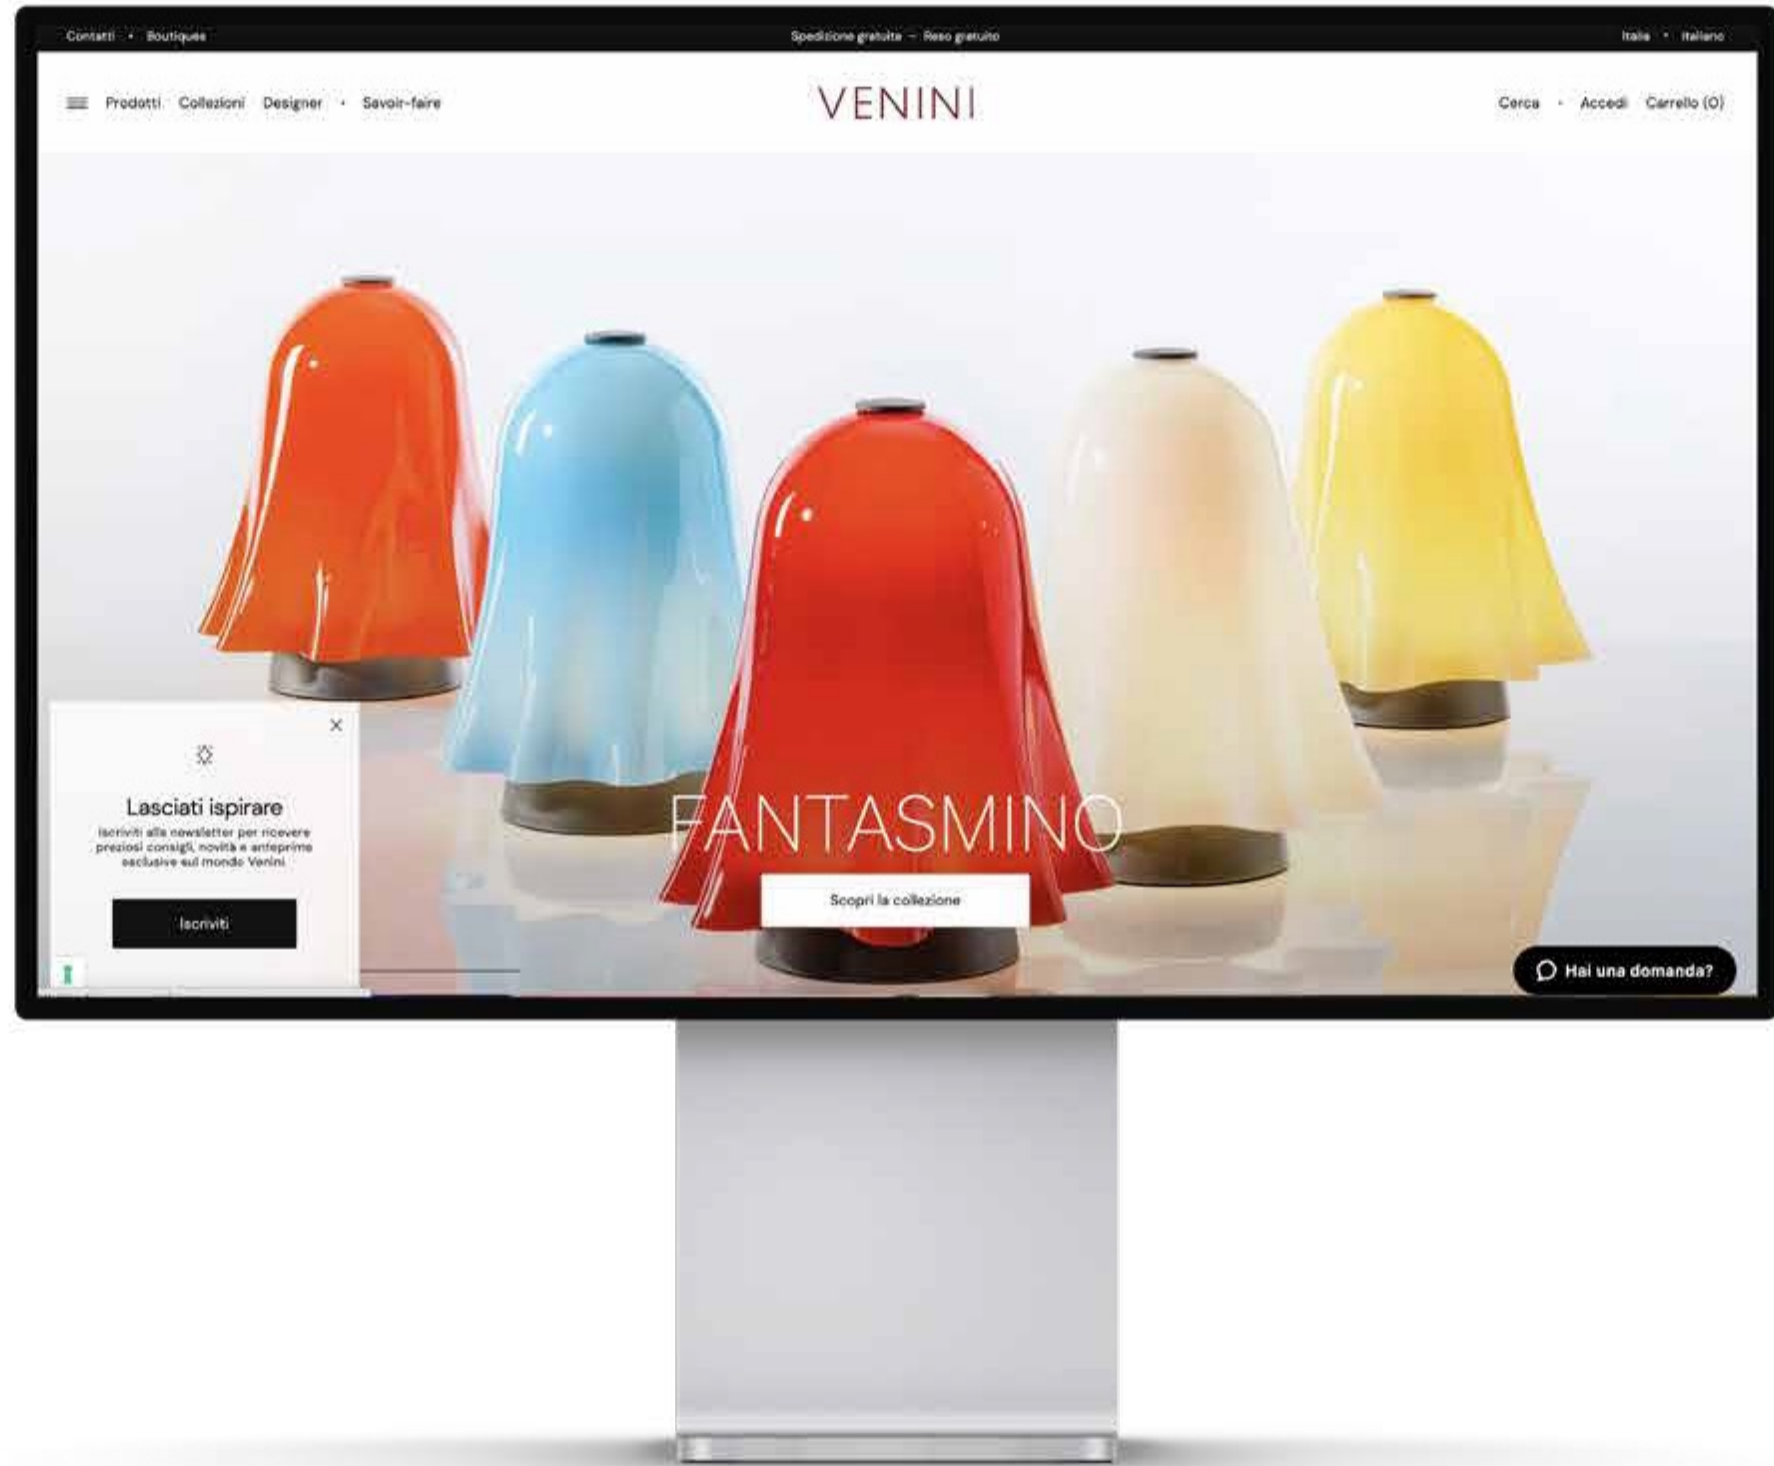 Contatti • Boutiques
Spedizione gratuita — Reso gratuito
Italia • Italiano
Prodotti Collezioni Designer • Savoir-faire
VENINI
Cerca • Accedi Carrello (0)
Lasciati ispirare
Iscriviti alla newsletter per ricevere
preziosi consigli, novità e anteprime
esclusive sul mondo Venini
Iscriviti
FANTASMINO
Scopri la collezione
Hai una domanda?